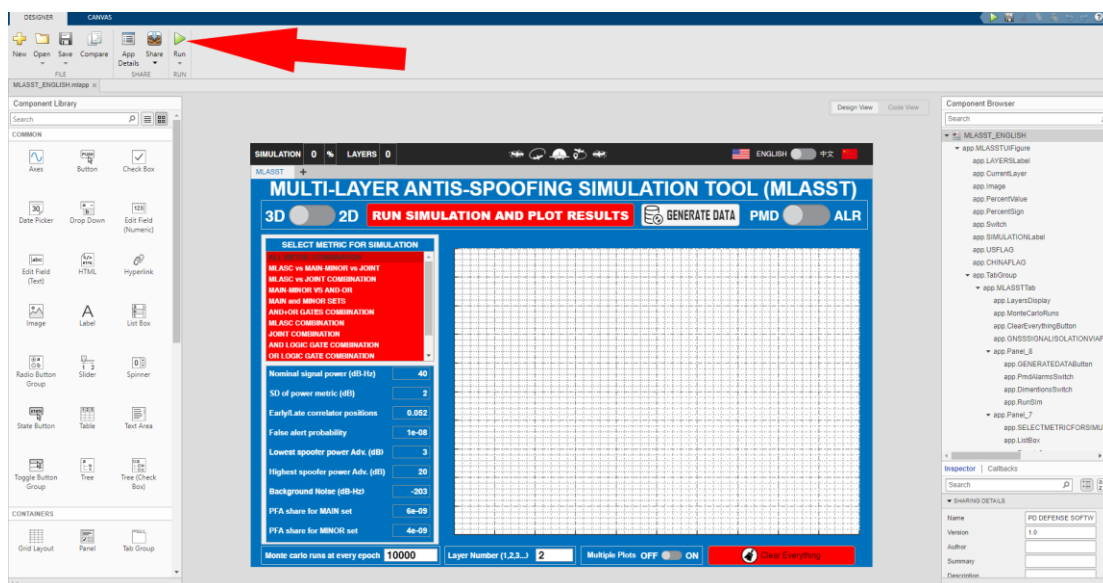 DESIGNER CANVAS
New Open Save Compare App Details Share Run
FILE SHARE RUN
MLASST_ENGLISH.mlapp ×
Component Library
Search
COMMON
Axes Button Check Box
Date Picker Drop Down Edit Field (Numeric)
Edit Field (Text) HTML Hyperlink
Image Label List Box
Radio Button Group Slider Spinner
State Button Table Text Area
Toggle Button Group Tree Tree (Check Box)
CONTAINERS
Grid Layout Panel Tab Group
Design View Code View
SIMULATION 0 % LAYERS 0 ENGLISH 中文
MLASST +
MULTI-LAYER ANTIS-SPOOFING SIMULATION TOOL (MLASST)
3D 2D RUN SIMULATION AND PLOT RESULTS GENERATE DATA PMD ALR
SELECT METRIC FOR SIMULATION
ALL METRIC COMBINATION
MLASC vs MAIN-MINOR vs JOINT
MLASC vs JOINT COMBINATION
MAIN-MINOR VS AND-OR
MAIN and MINOR SETS
AND+OR GATES COMBINATION
MLASC COMBINATION
JOINT COMBINATION
AND LOGIC GATE COMBINATION
OR LOGIC GATE COMBINATION
Nominal signal power (dB-Hz) 40
SD of power metric (dB) 2
Early/Late correlator positions 0.052
False alert probability 1e-08
Lowest spoofer power Adv. (dB) 3
Highest spoofer power Adv. (dB) 20
Background Noise (dB-Hz) -203
PFA share for MAIN set 6e-09
PFA share for MINOR set 4e-09
Monte carlo runs at every epoch 10000 Layer Number (1,2,3...) 2 Multiple Plots OFF ON Clear Everything
Component Browser
Search
MLASST_ENGLISH
app.MLASSTUIFigure
app.LAYERSLabel
app.CurrentLayer
app.Image
app.PercentValue
app.PercentSign
app.Switch
app.SIMULATIONLabel
app.USFLAG
app.CHINAFLAG
app.TabGroup
app.MLASSTTab
app.LayersDisplay
app.MonteCarloRuns
app.ClearEverythingButton
app.GNSSSIGNALISOLATIONVIAP
app.Panel_8
app.GENERATEDATAButton
app.PmdAlarmsSwitch
app.DimentionsSwitch
app.RunSim
app.Panel_7
app.SELECTMETRICFORSIMU
app.ListBox
Inspector Callbacks
Search
SHARING DETAILS
Name PD DEFENSE SOFTW
Version 1.0
Author
Summary
Description